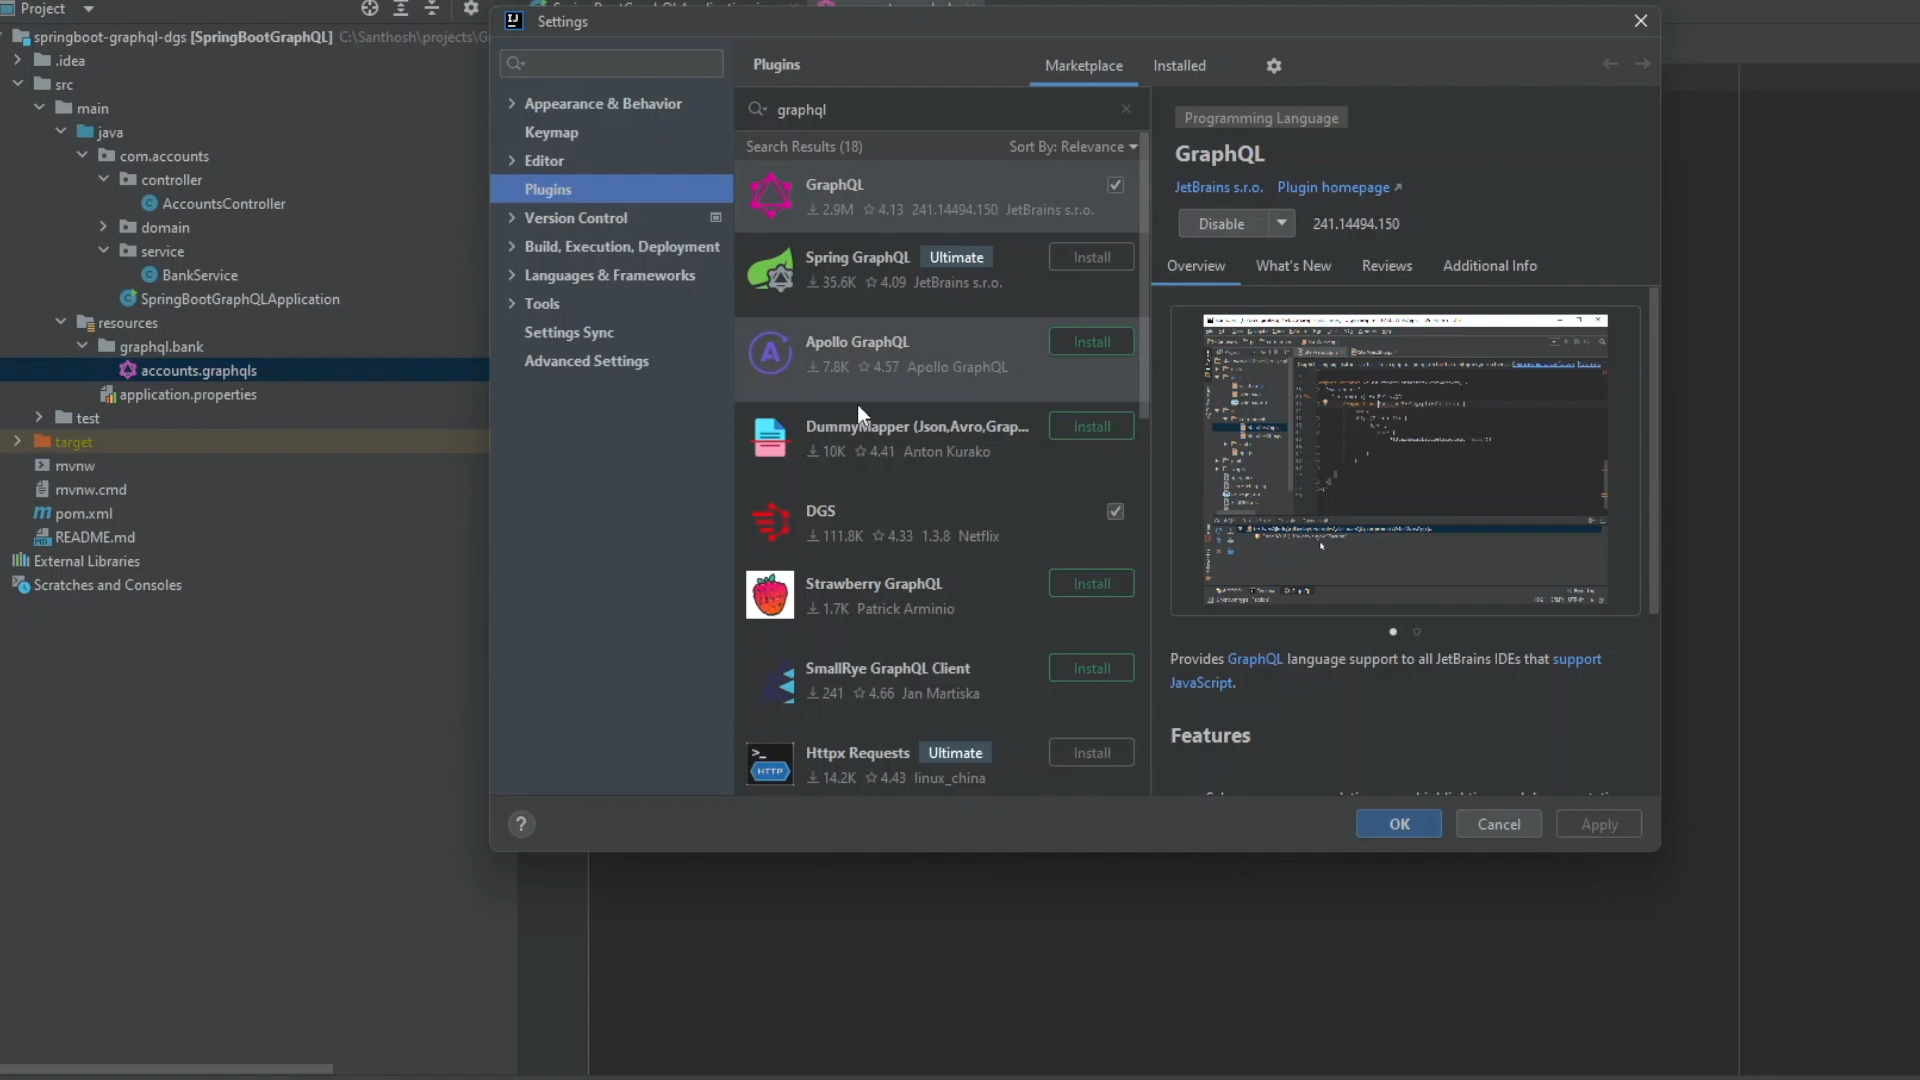 Project
springboot-graphql-dgs [SpringBootGraphQL] C:\Santhosh\projects\G
.idea
src
main
java
com.accounts
controller
AccountsController
domain
service
BankService
SpringBootGraphQLApplication
resources
graphql.bank
accounts.graphqls
application.properties
test
target
mvnw
mvnw.cmd
pom.xml
README.md
External Libraries
Scratches and Consoles
Settings
Appearance & Behavior
Keymap
Editor
Plugins
Version Control
Build, Execution, Deployment
Languages & Frameworks
Tools
Settings Sync
Advanced Settings
Plugins
Marketplace
Installed
graphql
Search Results (18)
Sort By: Relevance
GraphQL
2.9M 4.13 241.14494.150 JetBrains s.r.o.
Spring GraphQL Ultimate
Install
35.6K 4.09 JetBrains s.r.o.
Apollo GraphQL
Install
7.8K 4.57 Apollo GraphQL
DummyMapper (Json,Avro,Grap...
Install
10K 4.41 Anton Kurako
DGS
111.8K 4.33 1.3.8 Netflix
Strawberry GraphQL
Install
1.7K Patrick Arminio
SmallRye GraphQL Client
Install
241 4.66 Jan Martiska
Httpx Requests Ultimate
Install
14.2K 4.43 linux_china
HTTP
Programming Language
GraphQL
JetBrains s.r.o. Plugin homepage
Disable
241.14494.150
Overview
What's New
Reviews
Additional Info
Provides GraphQL language support to all JetBrains IDEs that support
JavaScript.
Features
?
OK
Cancel
Apply